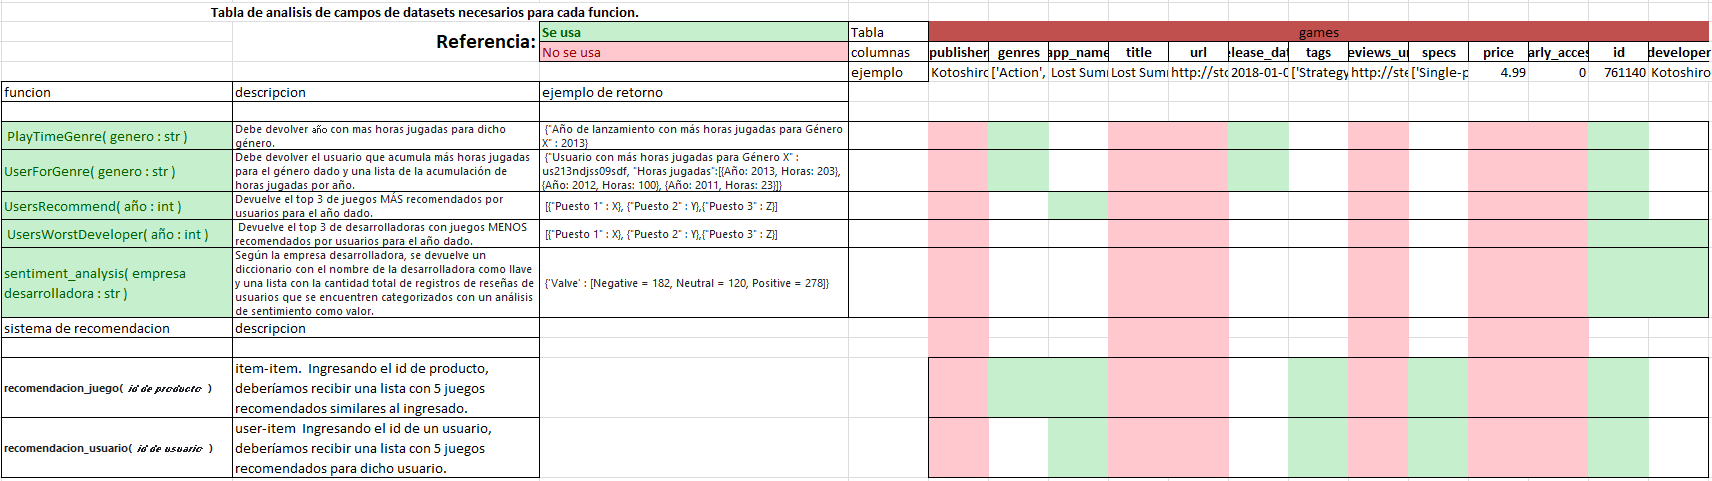 Tabla de analisis de campos de datasets necesarios para cada funcion.
Referencia:
Se usa
No se usa
Tabla
games
columnas
publisher genres app_name title url lease_dat tags eviews_ur specs price arly_acces id developer
ejemplo
Kotoshiro ['Action', Lost Sumn Lost Sumn http://sto 2018-01-0 ['Strategy http://ste ['Single-p 4.99 0 761140 Kotoshiro
funcion descripcion ejemplo de retorno
PlayTimeGenre( genero : str )
Debe devolver año con mas horas jugadas para dicho
género.
{"Año de lanzamiento con más horas jugadas para Género
X" : 2013}
UserForGenre( genero : str )
Debe devolver el usuario que acumula más horas jugadas
para el género dado y una lista de la acumulación de
horas jugadas por año.
{"Usuario con más horas jugadas para Género X" :
us213ndjss09sdf, "Horas jugadas":[{Año: 2013, Horas: 203},
{Año: 2012, Horas: 100}, {Año: 2011, Horas: 23}]}
UsersRecommend( año : int )
Devuelve el top 3 de juegos MÁS recomendados por
usuarios para el año dado.
[{"Puesto 1" : X}, {"Puesto 2" : Y},{"Puesto 3" : Z}]
UsersWorstDeveloper( año : int )
Devuelve el top 3 de desarrolladoras con juegos MENOS
recomendados por usuarios para el año dado.
[{"Puesto 1" : X}, {"Puesto 2" : Y},{"Puesto 3" : Z}]
sentiment_analysis( empresa
desarrolladora : str )
Según la empresa desarrolladora, se devuelve un
diccionario con el nombre de la desarrolladora como llave
y una lista con la cantidad total de registros de reseñas de
usuarios que se encuentren categorizados con un análisis
de sentimiento como valor.
{'Valve' : [Negative = 182, Neutral = 120, Positive = 278]}
sistema de recomendacion descripcion
recomendacion_juego( id de producto )
item-item. Ingresando el id de producto,
deberíamos recibir una lista con 5 juegos
recomendados similares al ingresado.
recomendacion_usuario( id de usuario )
user-item Ingresando el id de un usuario,
deberíamos recibir una lista con 5 juegos
recomendados para dicho usuario.